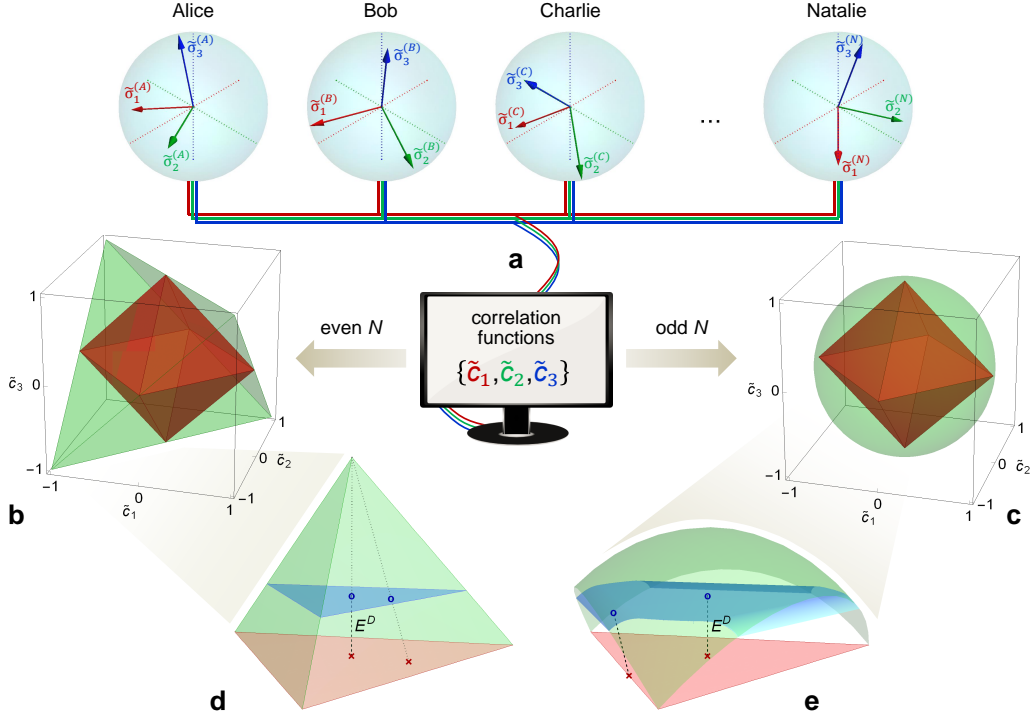 Alice Bob Charlie Natalie
σ̃₃⁽ᴬ⁾ σ̃₃⁽ᴮ⁾ σ̃₃⁽ᶜ⁾ σ̃₃⁽ᴺ⁾
σ̃₁⁽ᴬ⁾ σ̃₁⁽ᴮ⁾ σ̃₁⁽ᶜ⁾ σ̃₂⁽ᴺ⁾
...
σ̃₂⁽ᴬ⁾ σ̃₂⁽ᴮ⁾ σ̃₂⁽ᶜ⁾ σ̃₁⁽ᴺ⁾
a
correlation
functions
{c̃₁,c̃₂,c̃₃}
even N
odd N
1
c̃₃ 0
−1
−1 0 1
c̃₁
−1 0 1
c̃₂
b
1
c̃₃ 0
−1
−1 0 1
c̃₁
−1 0 1
c̃₂
c
Eᴰ
d
Eᴰ
e